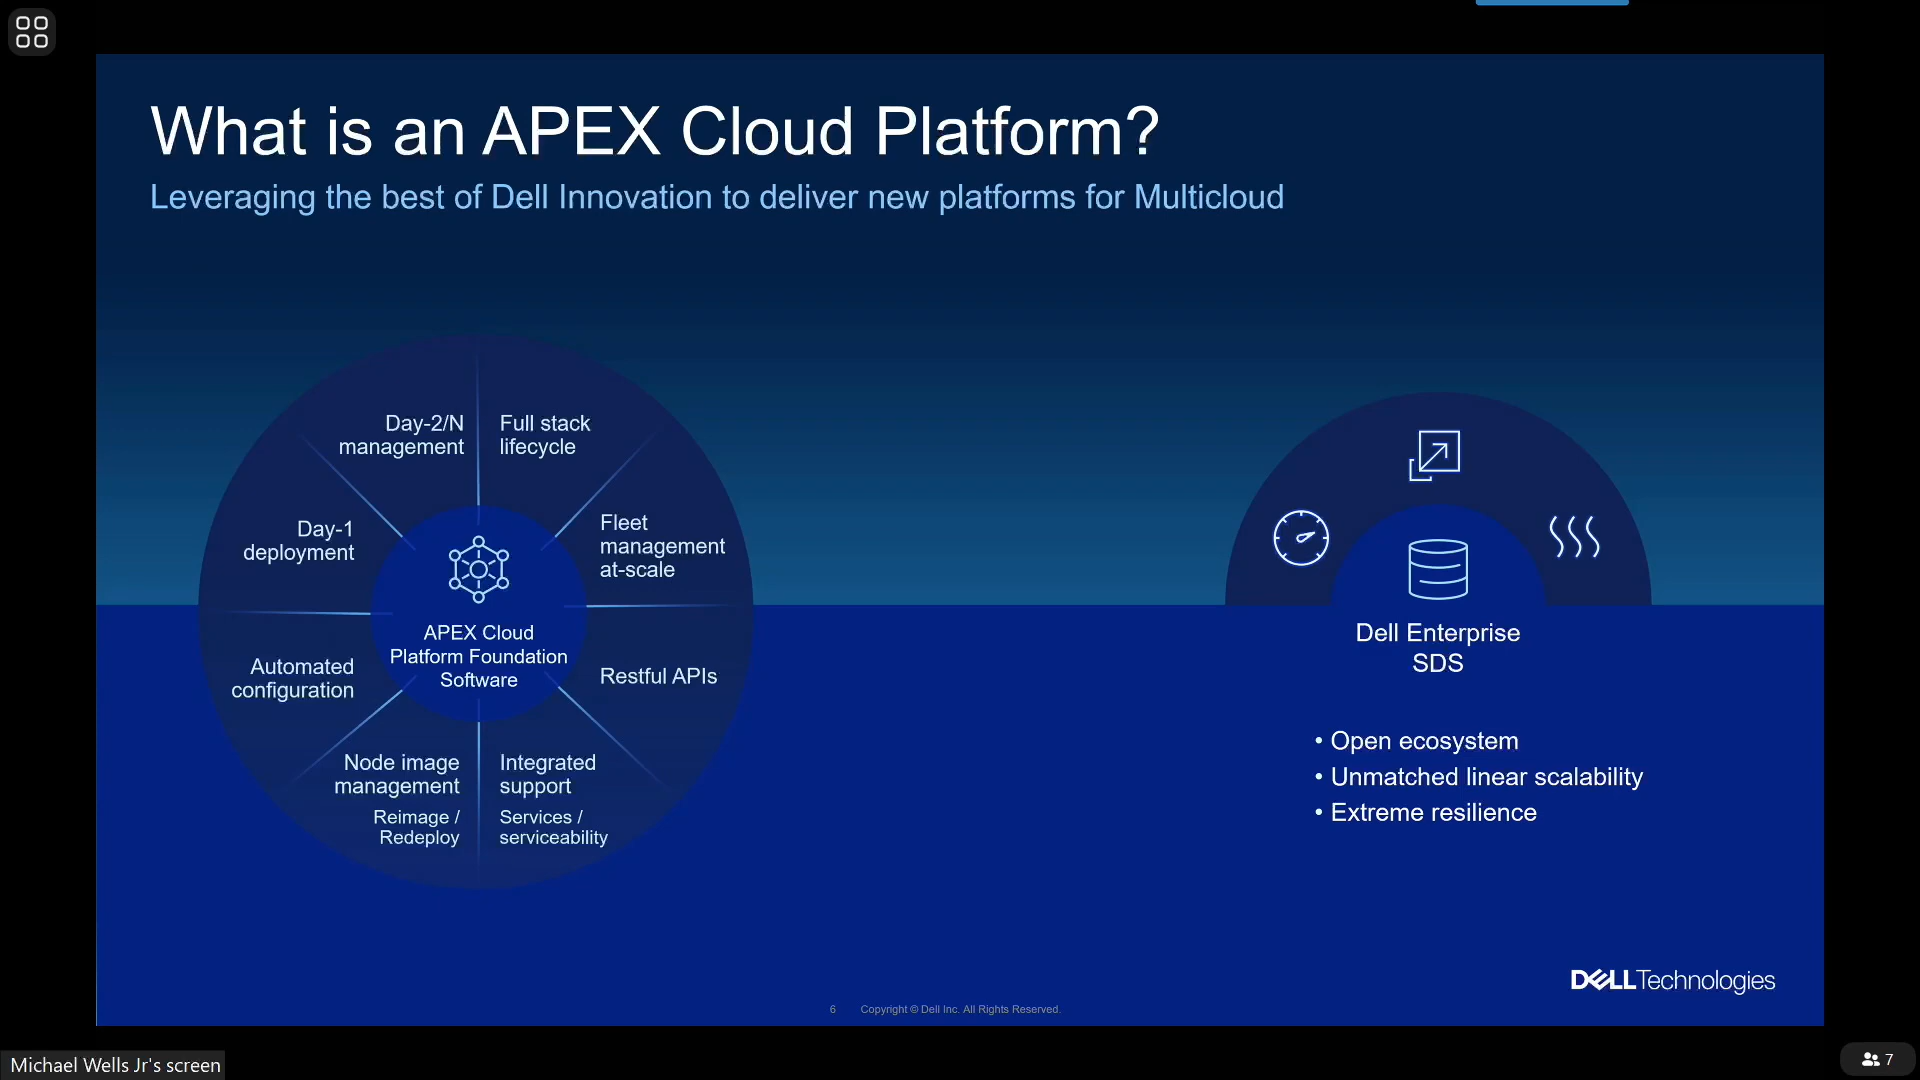 What is an APEX Cloud Platform?
Leveraging the best of Dell Innovation to deliver new platforms for Multicloud
Day-2/N
management
Full stack
lifecycle
Day-1
deployment
Fleet
management
at-scale
APEX Cloud
Platform Foundation
Software
Automated
configuration
Restful APIs
Node image
management
Reimage /
Redeploy
Integrated
support
Services /
serviceability
Dell Enterprise
SDS
• Open ecosystem
• Unmatched linear scalability
• Extreme resilience
DELL Technologies
6 Copyright © Dell Inc. All Rights Reserved.
Michael Wells Jr's screen
7